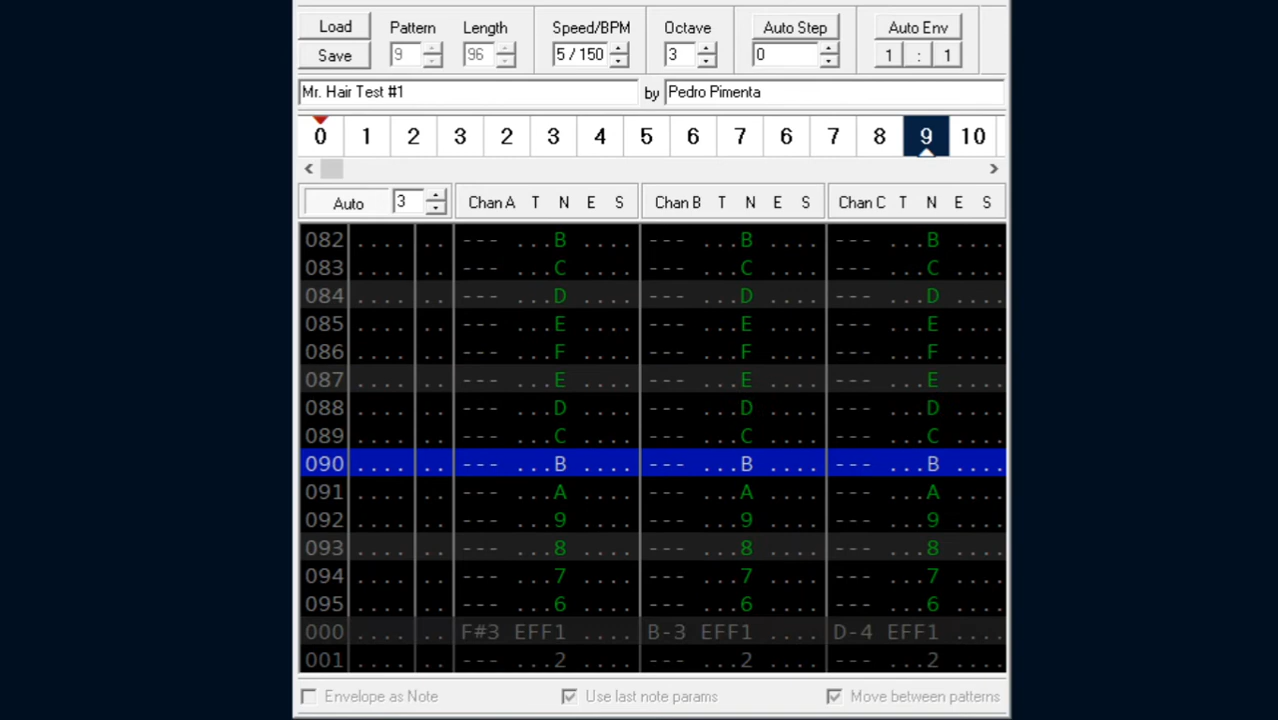 Load Pattern Length Speed/BPM Octave Auto Step Auto Env
Save 9 96 5 / 150 3 0 1 : 1
Mr. Hair Test #1 by Pedro Pimenta
0 1 2 3 2 3 4 5 6 7 6 7 8 9 10
< >
Auto 3 Chan A T N E S Chan B T N E S Chan C T N E S
082 .... .. --- ...B .... --- ...B .... --- ...B ....
083 .... .. --- ...C .... --- ...C .... --- ...C ....
084 .... .. --- ...D .... --- ...D .... --- ...D ....
085 .... .. --- ...E .... --- ...E .... --- ...E ....
086 .... .. --- ...F .... --- ...F .... --- ...F ....
087 .... .. --- ...E .... --- ...E .... --- ...E ....
088 .... .. --- ...D .... --- ...D .... --- ...D ....
089 .... .. --- ...C .... --- ...C .... --- ...C ....
090 .... .. --- ...B .... --- ...B .... --- ...B ....
091 .... .. --- ...A .... --- ...A .... --- ...A ....
092 .... .. --- ...9 .... --- ...9 .... --- ...9 ....
093 .... .. --- ...8 .... --- ...8 .... --- ...8 ....
094 .... .. --- ...7 .... --- ...7 .... --- ...7 ....
095 .... .. --- ...6 .... --- ...6 .... --- ...6 ....
000 .... .. F#3 EFF1 .... B-3 EFF1 .... D-4 EFF1 ....
001 .... .. --- ...2 .... --- ...2 .... --- ...2 ....
Envelope as Note Use last note params Move between patterns